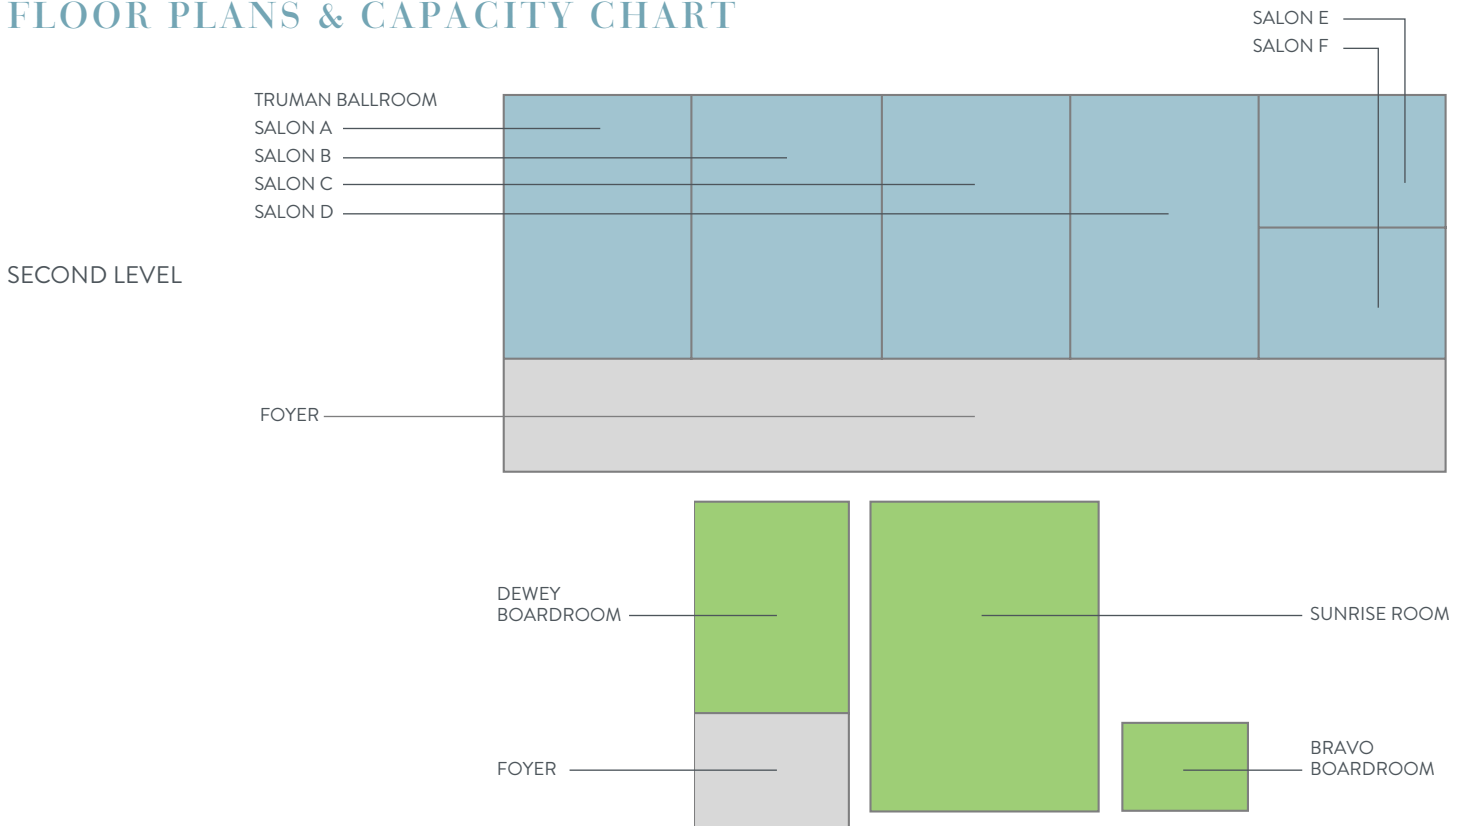 FLOOR PLANS & CAPACITY CHART
SALON E
SALON F
TRUMAN BALLROOM
SALON A
SALON B
SALON C
SALON D
SECOND LEVEL
FOYER
DEWEY
BOARDROOM
SUNRISE ROOM
FOYER
BRAVO
BOARDROOM